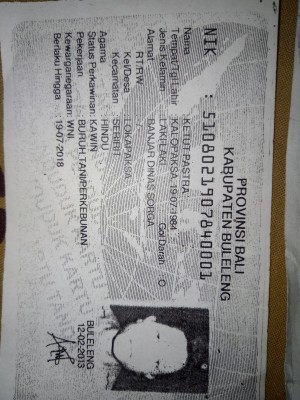 PROVINSI BALI
KABUPATEN BULELENG
NIK : 5108021907840001
Nama : KETUT PASTRA
Tempat/Tgl Lahir : KALOPAKSA, 19-07-1984
Jenis Kelamin : LAKI-LAKI Gol Darah : O
Alamat : BANJAR DINAS SORGA
RT/RW :
Kel/Desa : LOKAPAKSA
Kecamatan : SERIRIT
Agama : HINDU
Status Perkawinan: KAWIN
Pekerjaan : BURUH TANI/PERKEBUNAN
Kewarganegaraan: WNI
Berlaku Hingga : 19-07-2018
BULELENG
12-02-2013